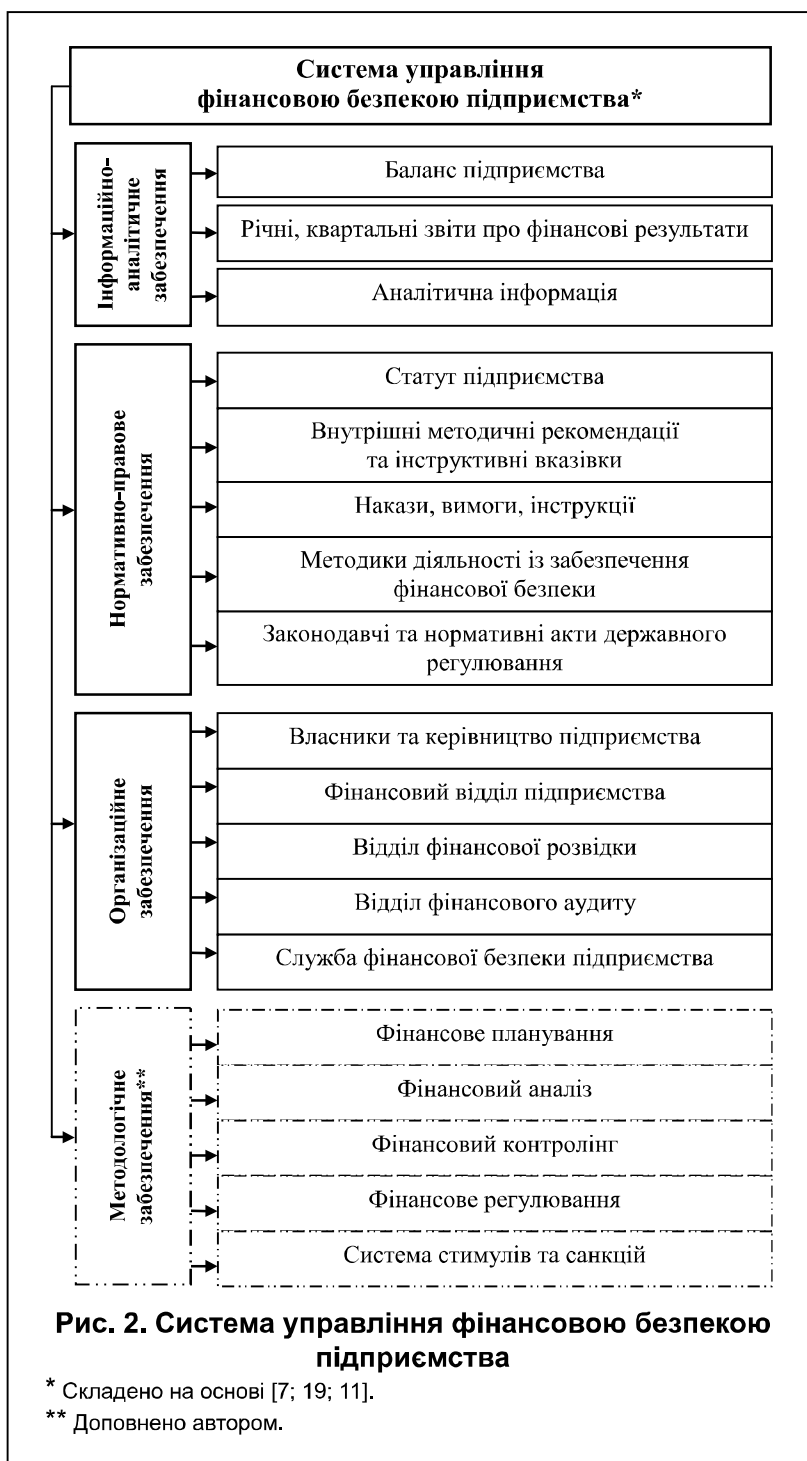 Система управління
фінансовою безпекою підприємства*
Інформаційно-
аналітичне
забезпечення
Баланс підприємства
Річні, квартальні звіти про фінансові результати
Аналітична інформація
Нормативно-правове
забезпечення
Статут підприємства
Внутрішні методичні рекомендації
та інструктивні вказівки
Накази, вимоги, інструкції
Методики діяльності із забезпечення
фінансової безпеки
Законодавчі та нормативні акти державного
регулювання
Організаційне
забезпечення
Власники та керівництво підприємства
Фінансовий відділ підприємства
Відділ фінансової розвідки
Відділ фінансового аудиту
Служба фінансової безпеки підприємства
Методологічне
забезпечення**
Фінансове планування
Фінансовий аналіз
Фінансовий контролінг
Фінансове регулювання
Система стимулів та санкцій
Рис. 2. Система управління фінансовою безпекою
підприємства
* Складено на основі [7; 19; 11].
** Доповнено автором.